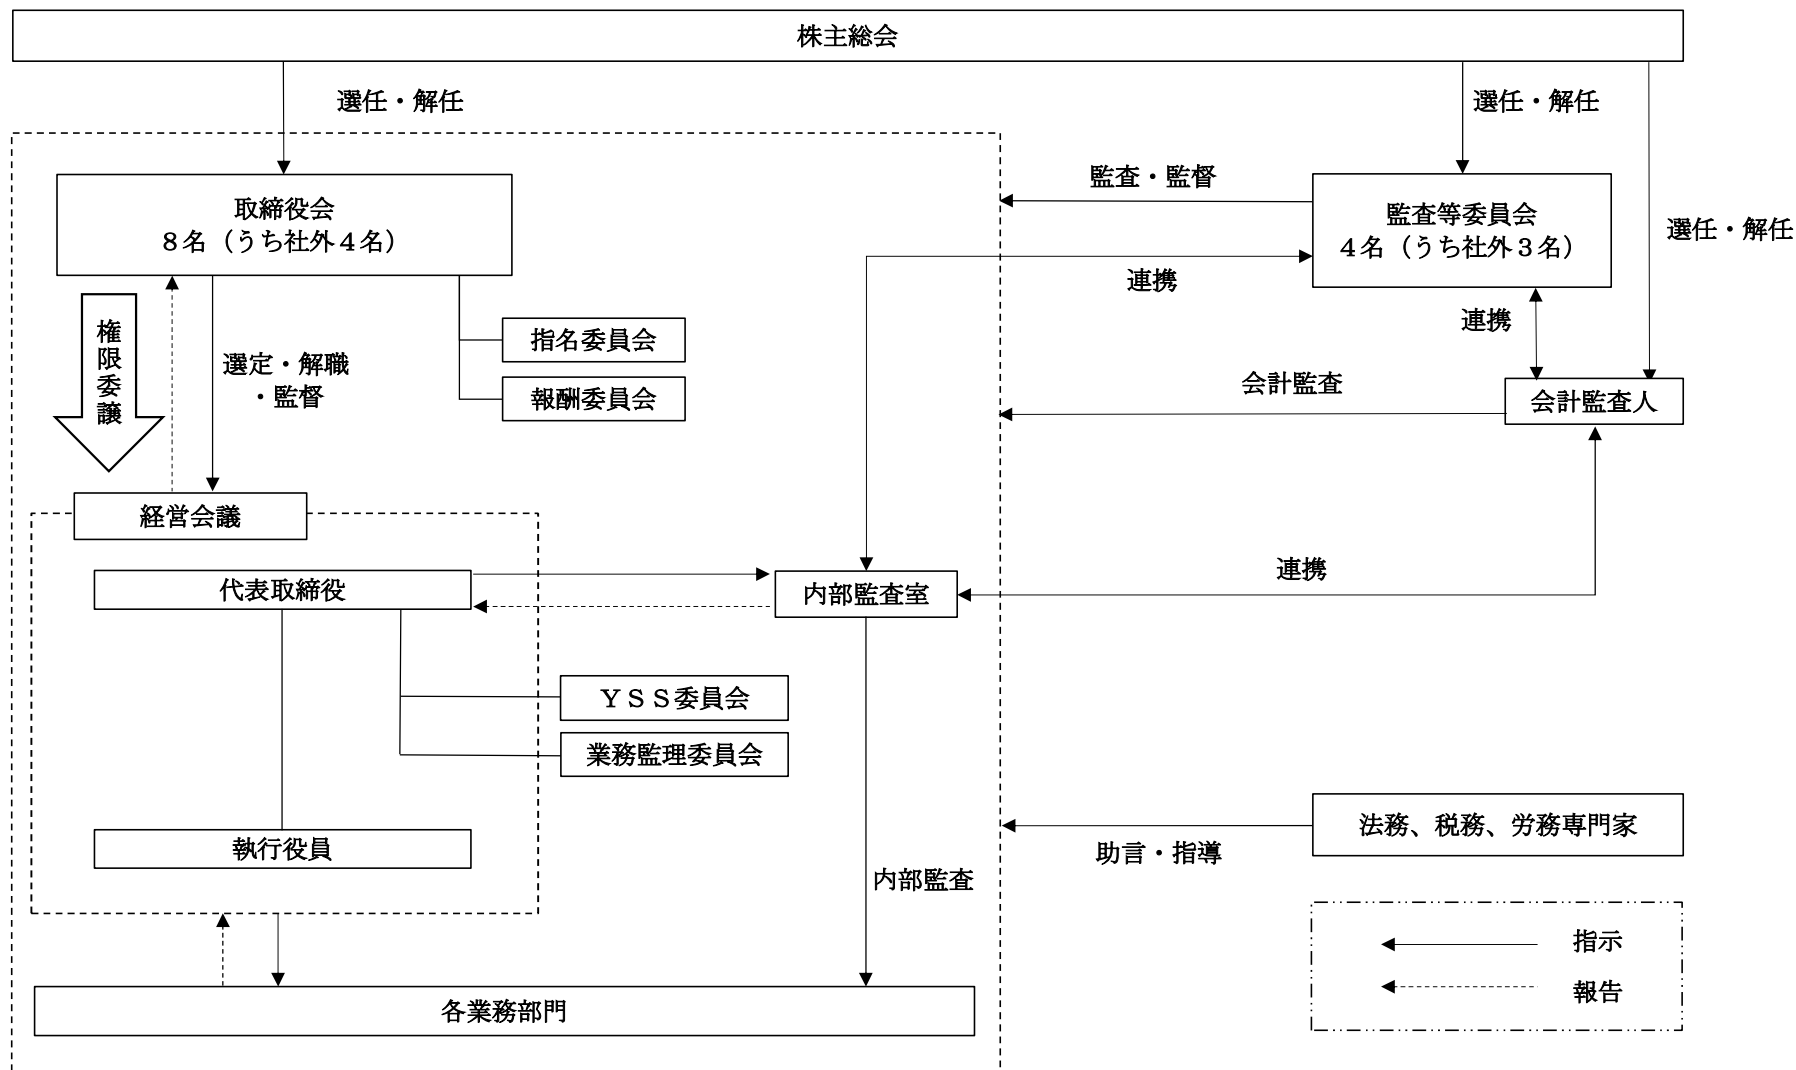 株主総会
選任・解任
選任・解任
選任・解任
取締役会
８名（うち社外４名）
監査・監督
監査等委員会
４名（うち社外３名）
連携
連携
権限委譲
選定・解職
・監督
指名委員会
報酬委員会
会計監査
会計監査人
経営会議
代表取締役
内部監査室
連携
ＹＳＳ委員会
業務監理委員会
執行役員
法務、税務、労務専門家
助言・指導
内部監査
指示
報告
各業務部門